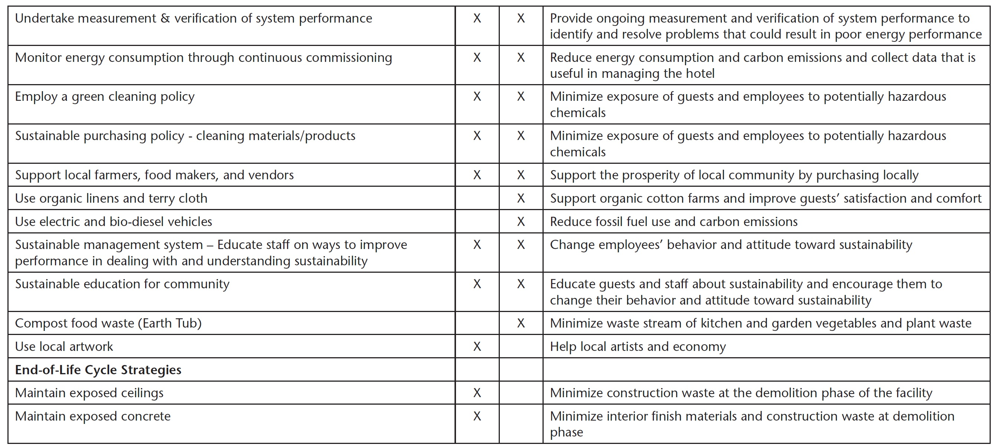 Undertake measurement & verification of system performance X X Provide ongoing measurement and verification of system performance to
identify and resolve problems that could result in poor energy performance
Monitor energy consumption through continuous commissioning X X Reduce energy consumption and carbon emissions and collect data that is
useful in managing the hotel
Employ a green cleaning policy X X Minimize exposure of guests and employees to potentially hazardous
chemicals
Sustainable purchasing policy - cleaning materials/products X X Minimize exposure of guests and employees to potentially hazardous
chemicals
Support local farmers, food makers, and vendors X X Support the prosperity of local community by purchasing locally
Use organic linens and terry cloth X Support organic cotton farms and improve guests’ satisfaction and comfort
Use electric and bio-diesel vehicles X Reduce fossil fuel use and carbon emissions
Sustainable management system – Educate staff on ways to improve X X Change employees’ behavior and attitude toward sustainability
performance in dealing with and understanding sustainability
Sustainable education for community X X Educate guests and staff about sustainability and encourage them to
change their behavior and attitude toward sustainability
Compost food waste (Earth Tub) X Minimize waste stream of kitchen and garden vegetables and plant waste
Use local artwork X Help local artists and economy
End-of-Life Cycle Strategies
Maintain exposed ceilings X Minimize construction waste at the demolition phase of the facility
Maintain exposed concrete X Minimize interior finish materials and construction waste at demolition
phase